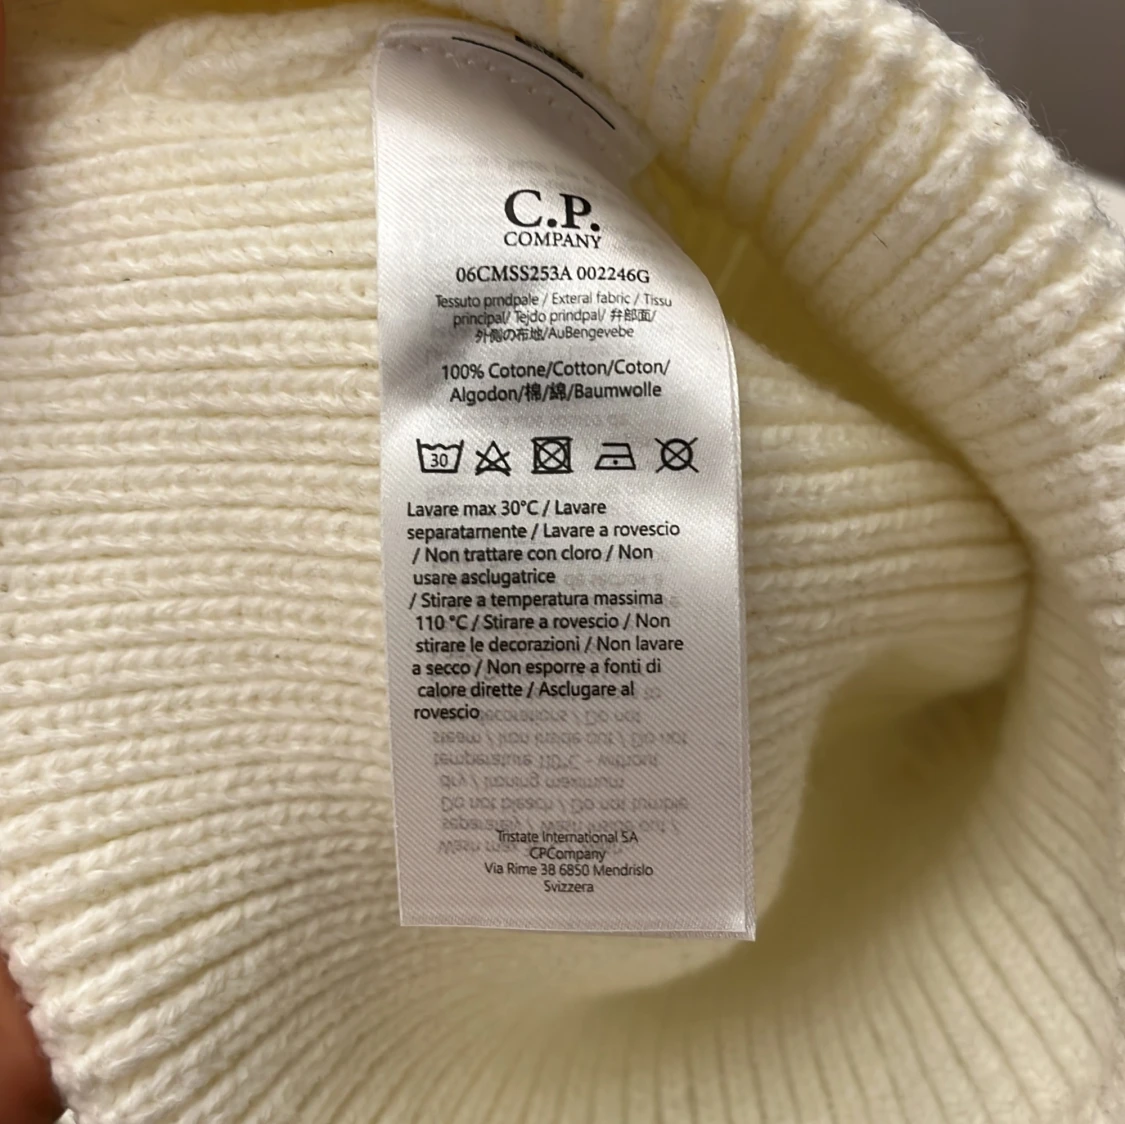 C.P.
COMPANY
06CMSS253A 002246G
Tessuto prndpale / Exteral fabric / Tissu
principal/ Tejdo prindpal/ 弁部面/
外側の布地/AuBengevebe
100% Cotone/Cotton/Coton/
Algodon/棉/綿/Baumwolle
30
Lavare max 30°C / Lavare
separatarnente / Lavare a rovescio
/ Non trattare con cloro / Non
usare asclugatrice
/ Stirare a temperatura massima
110 °C / Stirare a rovescio / Non
stirare le decorazioni / Non lavare
a secco / Non esporre a fonti di
calore dirette / Asclugare al
rovescio
Tristate International SA
CPCompany
Via Rime 38 6850 Mendrislo
Svizzera